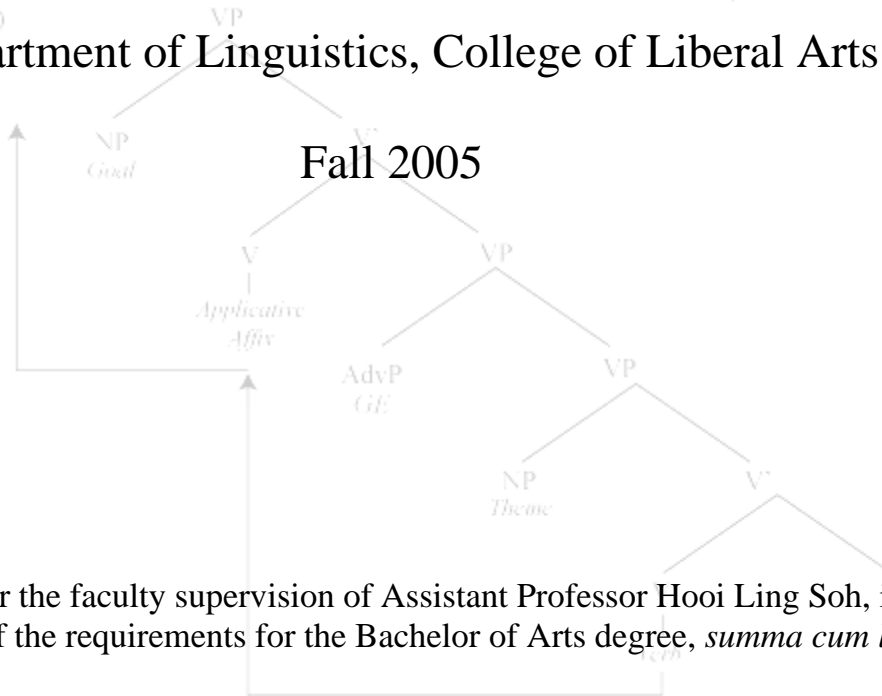 VP
artment of Linguistics, College of Liberal Arts
NP
Goal
V'
Fall 2005
V
VP
Applicative
Affix
AdvP
GE
VP
NP
Theme
V'
r the faculty supervision of Assistant Professor Hooi Ling Soh,
f the requirements for the Bachelor of Arts degree, summa cum